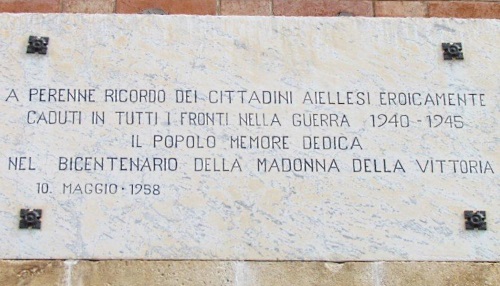 A PERENNE RICORDO DEI CITTADINI AIELLESI EROICAMENTE
CADUTI IN TUTTI I FRONTI NELLA GUERRA 1940-1945
IL POPOLO MEMORE DEDICA
NEL BICENTENARIO DELLA MADONNA DELLA VITTORIA
10. MAGGIO·1958